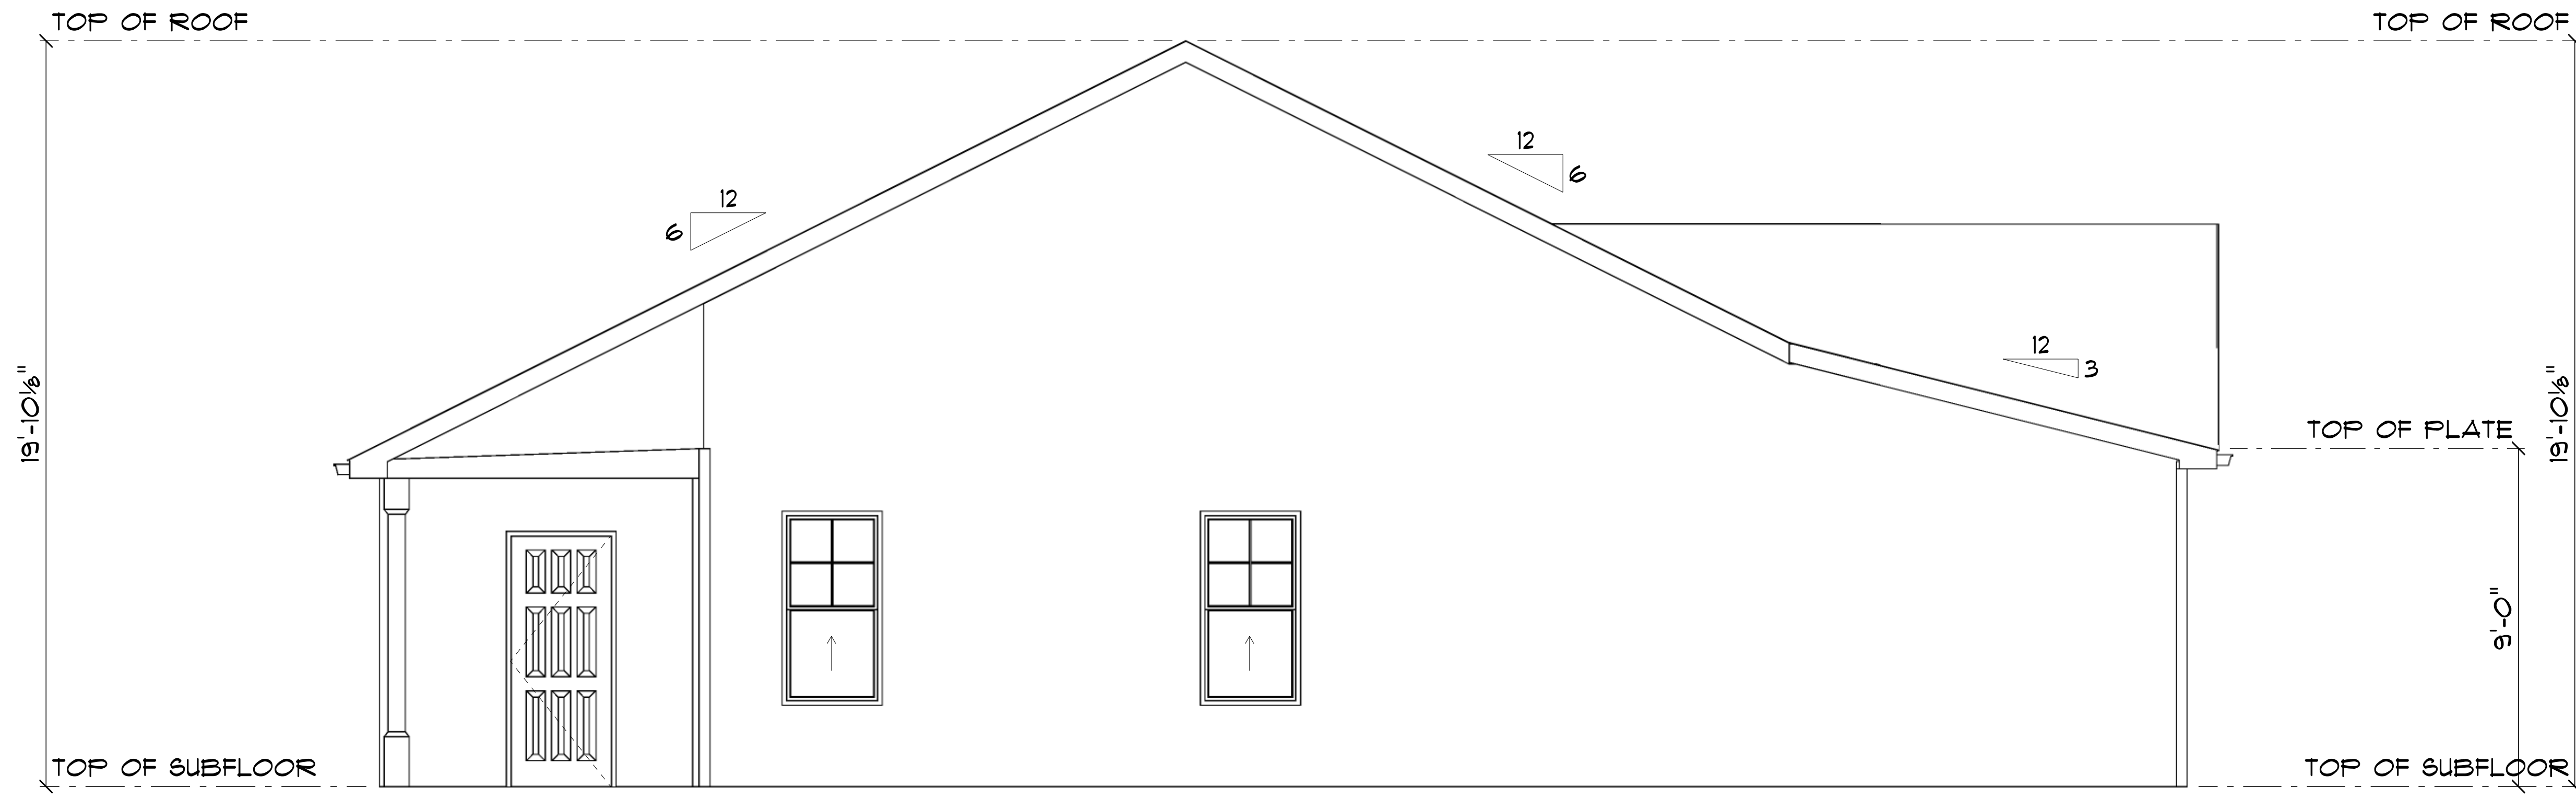 TOP OF ROOF
TOP OF ROOF
12
6
12
6
12
3
19'-10⅛"
19'-10⅛"
TOP OF PLATE
9'-0"
TOP OF SUBFLOOR
TOP OF SUBFLOOR